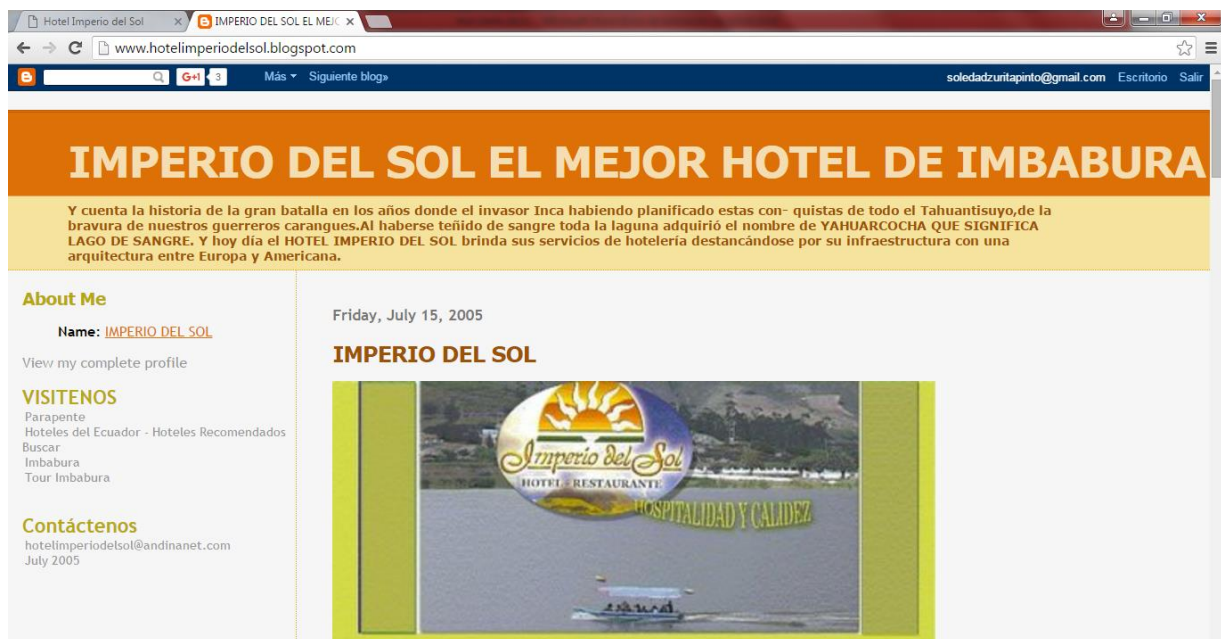 Hotel Imperio del Sol
IMPERIO DEL SOL EL MEJO
www.hotelimperiodelsol.blogspot.com
G+1 3 Más Siguiente blog» soledadzuritapinto@gmail.com Escritorio Salir
IMPERIO DEL SOL EL MEJOR HOTEL DE IMBABURA
Y cuenta la historia de la gran batalla en los años donde el invasor Inca habiendo planificado estas con- quistas de todo el Tahuantisuyo,de la
bravura de nuestros guerreros carangues.Al haberse teñido de sangre toda la laguna adquirió el nombre de YAHUARCOCHA QUE SIGNIFICA
LAGO DE SANGRE. Y hoy día el HOTEL IMPERIO DEL SOL brinda sus servicios de hotelería destancándose por su infraestructura con una
arquitectura entre Europa y Americana.
About Me
Name: IMPERIO DEL SOL
View my complete profile
VISITENOS
Parapente
Hoteles del Ecuador - Hoteles Recomendados
Buscar
Imbabura
Tour Imbabura
Contáctenos
hotelimperiodelsol@andinanet.com
July 2005
Friday, July 15, 2005
IMPERIO DEL SOL
Imperio del Sol
HOTEL - RESTAURANTE
HOSPITALIDAD Y CALIDEZ